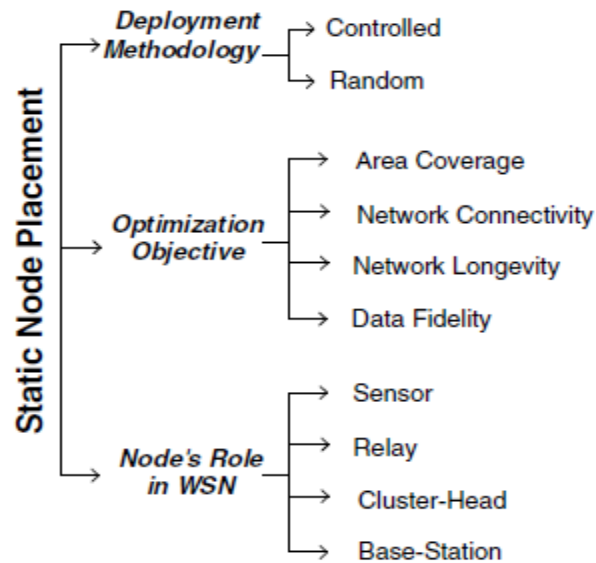 Static Node Placement
Deployment
Methodology
Controlled
Random
Optimization
Objective
Area Coverage
Network Connectivity
Network Longevity
Data Fidelity
Node's Role
in WSN
Sensor
Relay
Cluster-Head
Base-Station